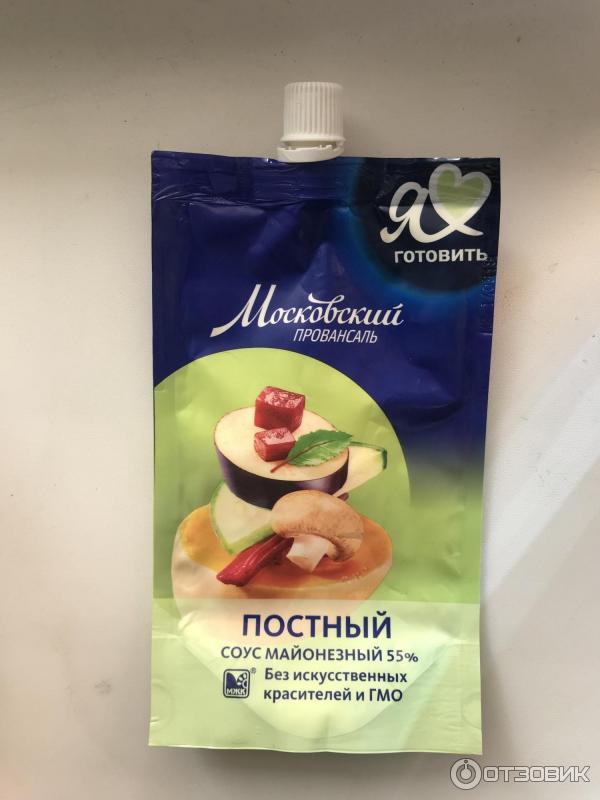 Я
ГОТОВИТЬ
Московский
ПРОВАНСАЛЬ
ПОСТНЫЙ
СОУС МАЙОНЕЗНЫЙ 55%
МЖК ®
Без искусственных
красителей и ГМО
ОТЗОВИК